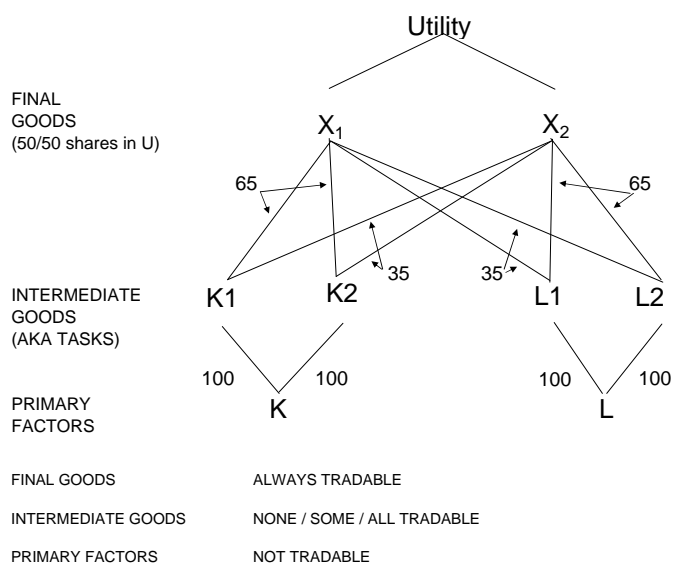 Utility
FINAL
GOODS
(50/50 shares in U)
X1 X2
65 65
35 35
K1 K2 L1 L2
INTERMEDIATE
GOODS
(AKA TASKS)
100 100 100 100
K L
PRIMARY
FACTORS
FINAL GOODS ALWAYS TRADABLE
INTERMEDIATE GOODS NONE / SOME / ALL TRADABLE
PRIMARY FACTORS NOT TRADABLE